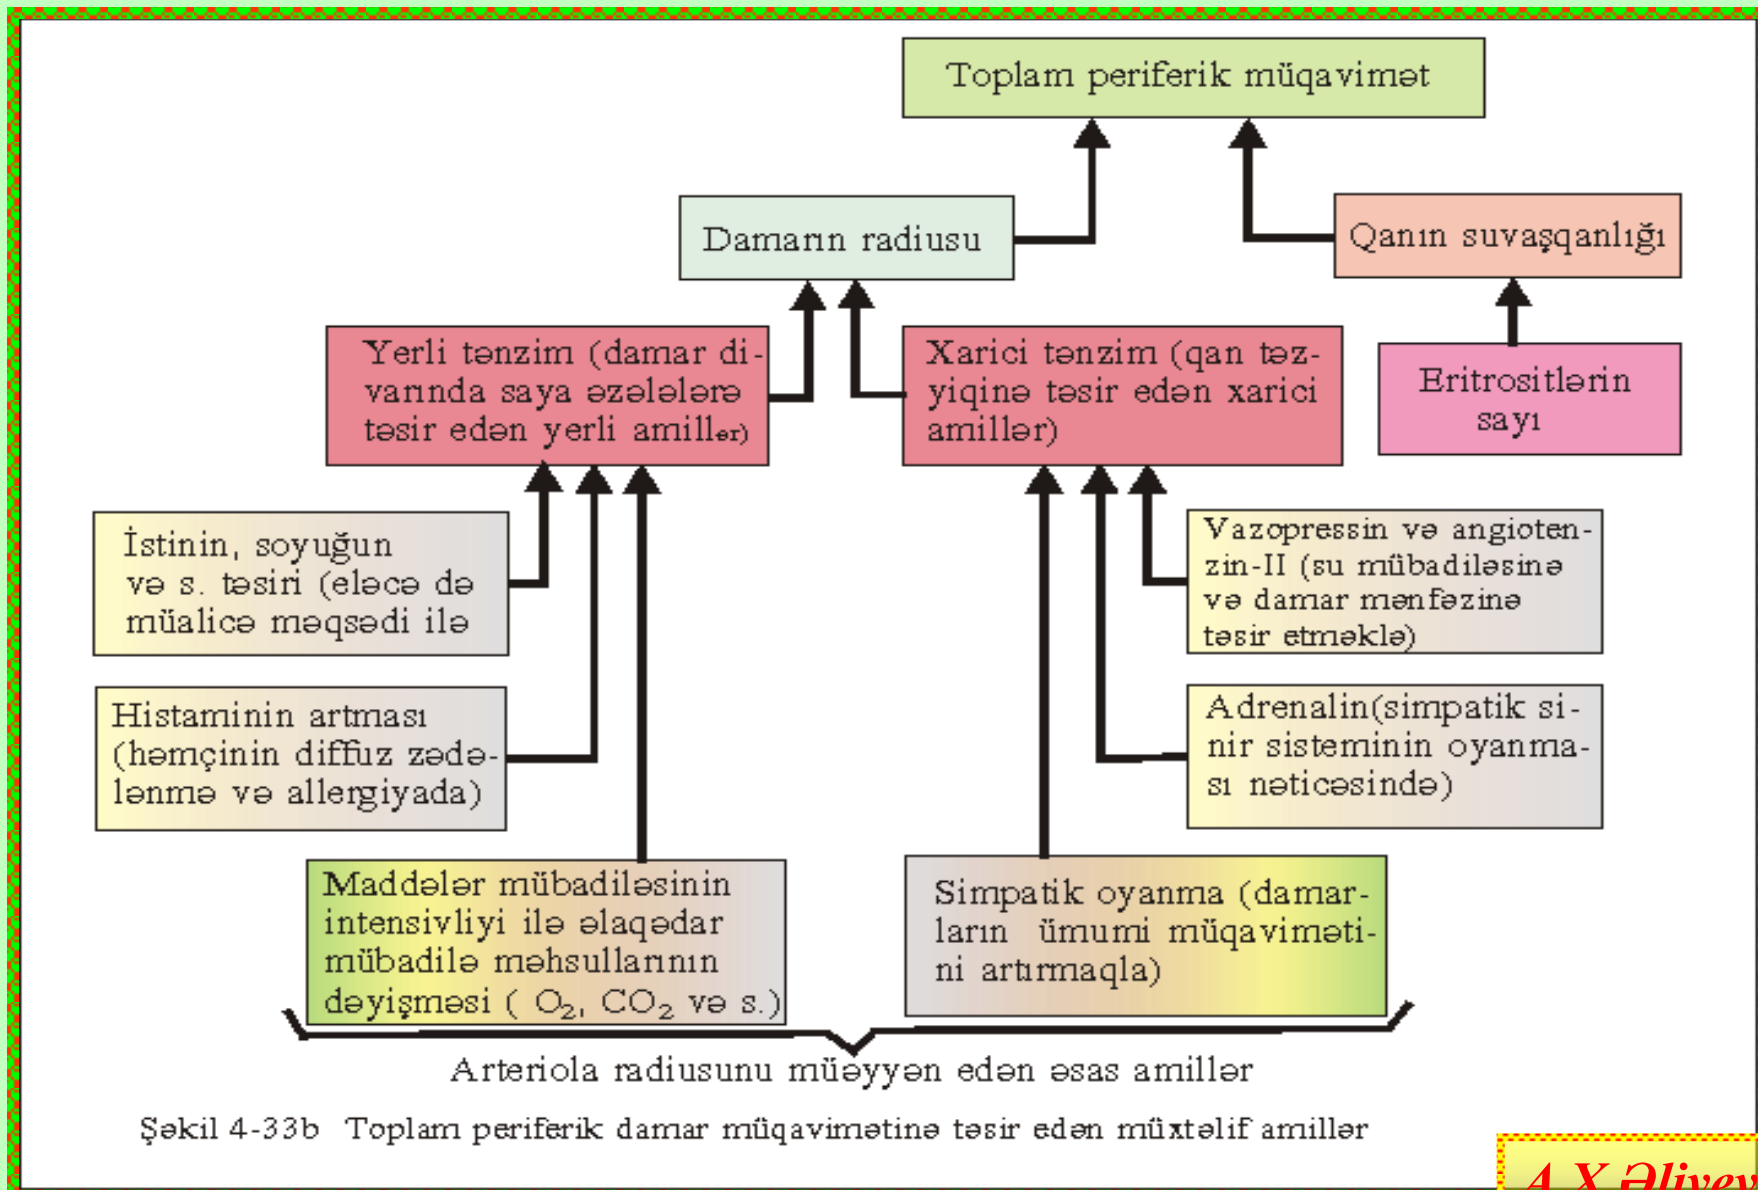 Toplam periferik müqavimət
Damarın radiusu
Qanın suvaşqanlığı
Yerli tənzim (damar di-
varında saya əzələlərə
təsir edən yerli amillər)
Xarici tənzim (qan təz-
yiqinə təsir edən xarici
amillər)
Eritrositlərin
sayı
İstinin, soyuğun
və s. təsiri (eləcə də
müalicə məqsədi ilə
Vazopressin və angioten-
zin-II (su mübadiləsinə
və damar mənfəzinə
təsir etməklə)
Histaminin artması
(həmçinin diffuz zədə-
lənmə və allergiyada)
Adrenalin(simpatik si-
nir sisteminin oyanma-
sı nəticəsində)
Maddələr mübadiləsinin
intensivliyi ilə əlaqədar
mübadilə məhsullarının
dəyişməsi ( O₂, CO₂ və s.)
Simpatik oyanma (damar-
ların ümumi müqaviməti-
ni artırmaqla)
Arteriola radiusunu müəyyən edən əsas amillər
Şəkil 4-33b Toplam periferik damar müqavimətinə təsir edən müxtəlif amillər
A.X.Əliyev